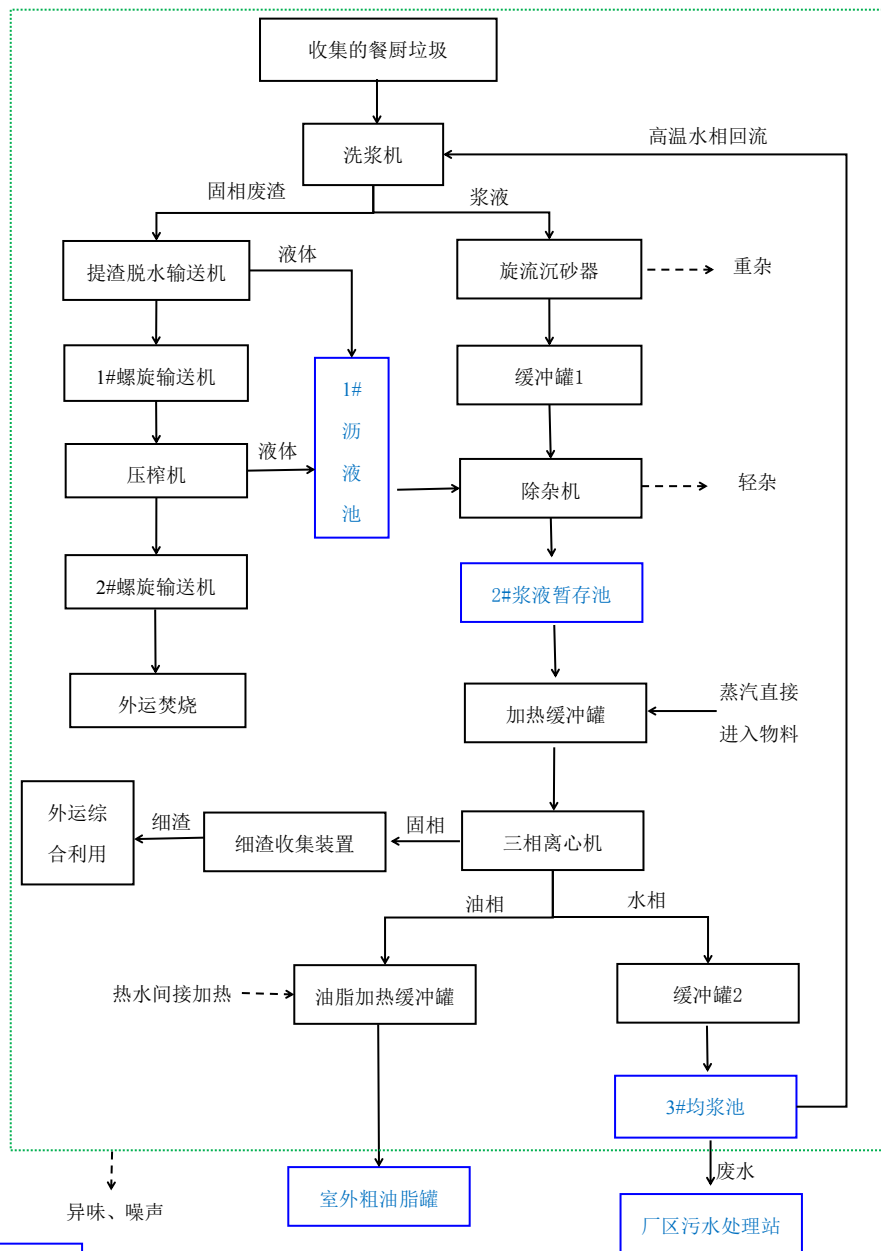 收集的餐厨垃圾
高温水相回流
洗浆机
固相废渣
浆液
提渣脱水输送机
液体
旋流沉砂器
重杂
1#螺旋输送机
1#
沥
液
池
缓冲罐1
压榨机
液体
除杂机
轻杂
2#螺旋输送机
2#浆液暂存池
外运焚烧
加热缓冲罐
蒸汽直接
进入物料
外运综
合利用
细渣
细渣收集装置
固相
三相离心机
油相
水相
热水间接加热
油脂加热缓冲罐
缓冲罐2
3#均浆池
异味、噪声
室外粗油脂罐
废水
厂区污水处理站